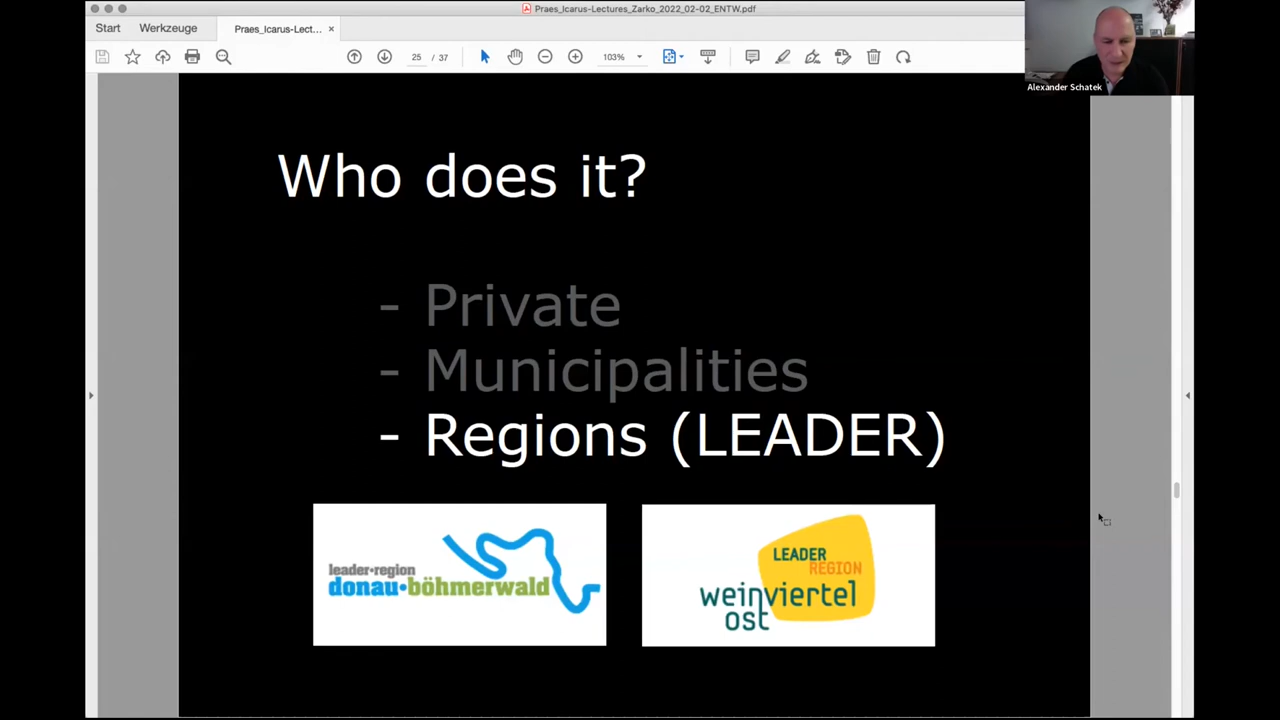 Praes_Icarus-Lectures_Zarko_2022_02-02_ENTW.pdf
Start Werkzeuge Praes_Icarus-Lect... ×
25 / 37 103%
Alexander Schatek
Who does it?
- Private
- Municipalities
- Regions (LEADER)
leader·region
donau·böhmerwald
LEADER
REGION
weinviertel
ost